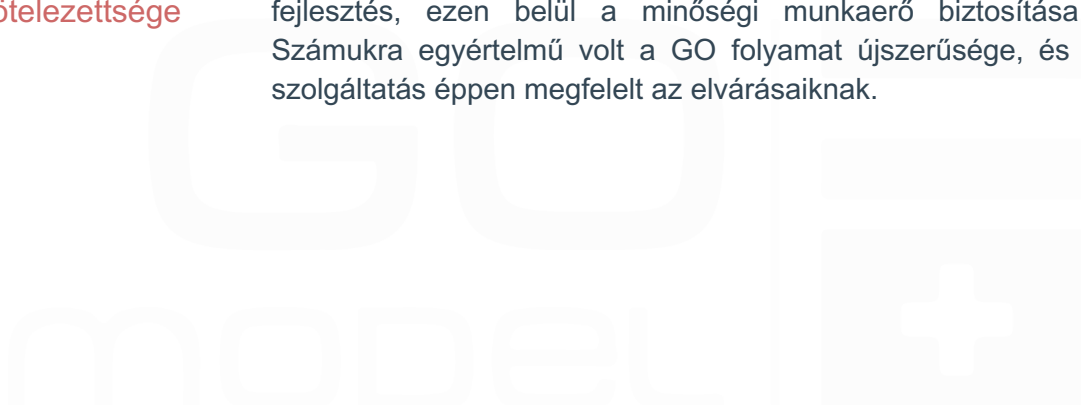 ötelezettsége
fejlesztés, ezen belül a minőségi munkaerő biztosítása
Számukra egyértelmű volt a GO folyamat újszerűsége, és
szolgáltatás éppen megfelelt az elvárásaiknak.
GO
MODEL